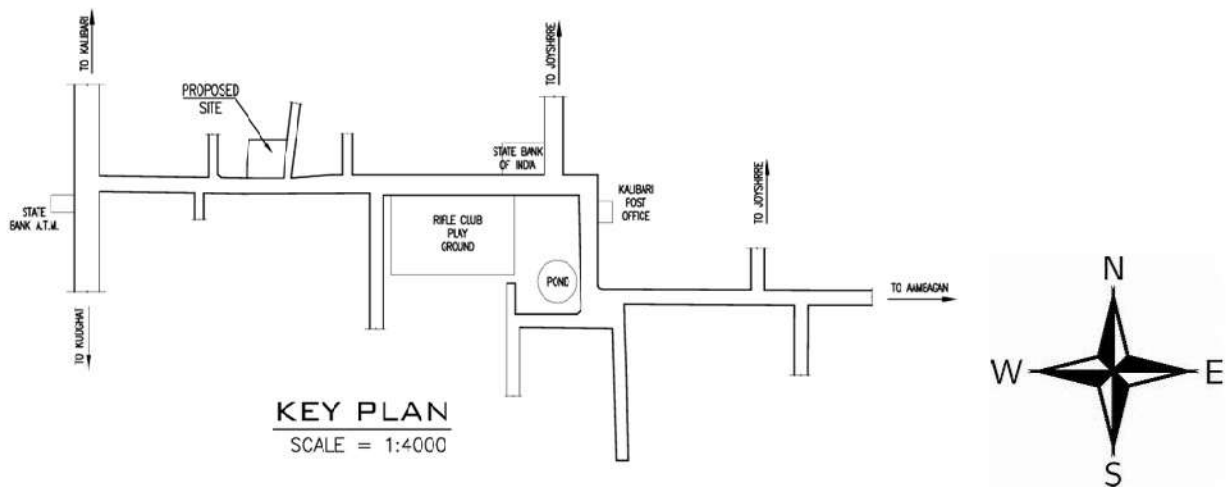 TO KALIBARI
TO JOYSHRRE
PROPOSED
SITE
STATE BANK
OF INDIA
TO JOYSHRRE
KALIBARI
POST
OFFICE
STATE
BANK A.T.M.
RIFLE CLUB
PLAY
GROUND
POND
TO AAMBAGAN
TO KUDGHAT
KEY PLAN
SCALE = 1:4000
N
W E
S